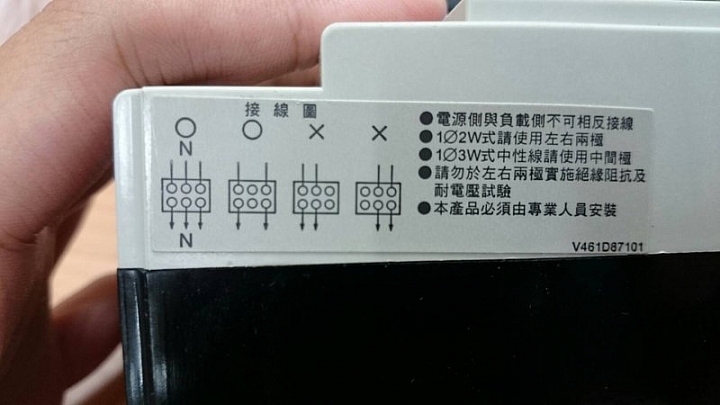 接線圖
○ ○ × ×
N
N
●電源側與負載側不可相反接線
●1∅2W式請使用左右兩極
●1∅3W式中性線請使用中間極
●請勿於左右兩極實施絕緣阻抗及
耐電壓試驗
●本產品必須由專業人員安裝
V461D87101